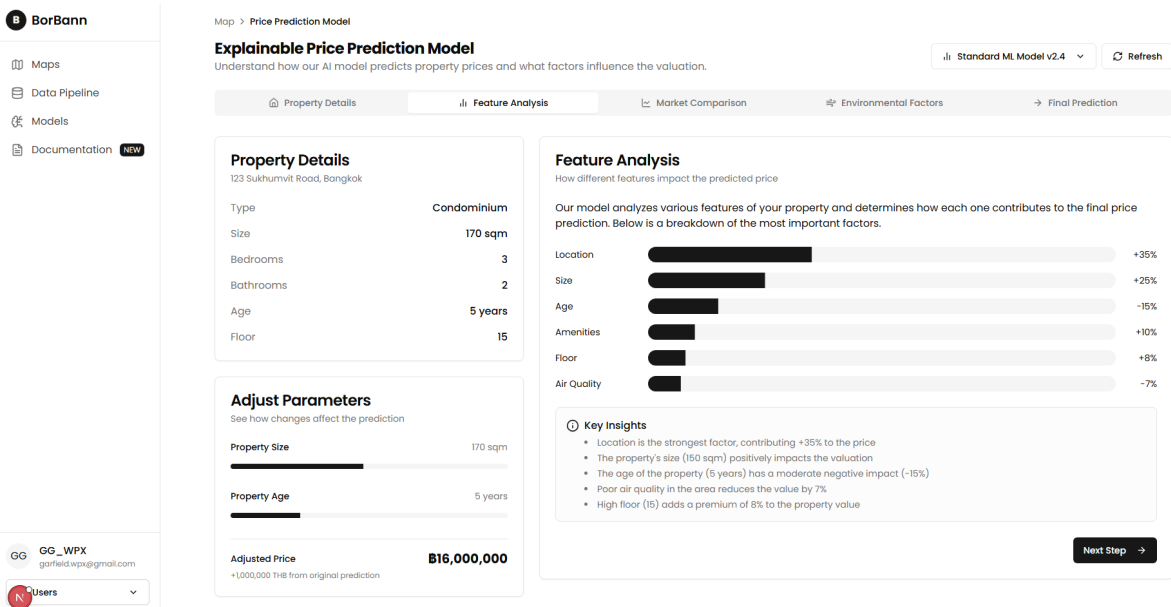 B BorBann
Maps
Data Pipeline
Models
Documentation NEW
GG GG_WPX
garfield.wpx@gmail.com
N Users
Map > Price Prediction Model
Explainable Price Prediction Model
Understand how our AI model predicts property prices and what factors influence the valuation.
Standard ML Model v2.4
Refresh
Property Details
Feature Analysis
Market Comparison
Environmental Factors
Final Prediction
Property Details
123 Sukhumvit Road, Bangkok
Type Condominium
Size 170 sqm
Bedrooms 3
Bathrooms 2
Age 5 years
Floor 15
Adjust Parameters
See how changes affect the prediction
Property Size 170 sqm
Property Age 5 years
Adjusted Price ฿16,000,000
+1,000,000 THB from original prediction
Feature Analysis
How different features impact the predicted price
Our model analyzes various features of your property and determines how each one contributes to the final price
prediction. Below is a breakdown of the most important factors.
Location +35%
Size +25%
Age -15%
Amenities +10%
Floor +8%
Air Quality -7%
Key Insights
Location is the strongest factor, contributing +35% to the price
The property's size (150 sqm) positively impacts the valuation
The age of the property (5 years) has a moderate negative impact (-15%)
Poor air quality in the area reduces the value by 7%
High floor (15) adds a premium of 8% to the property value
Next Step